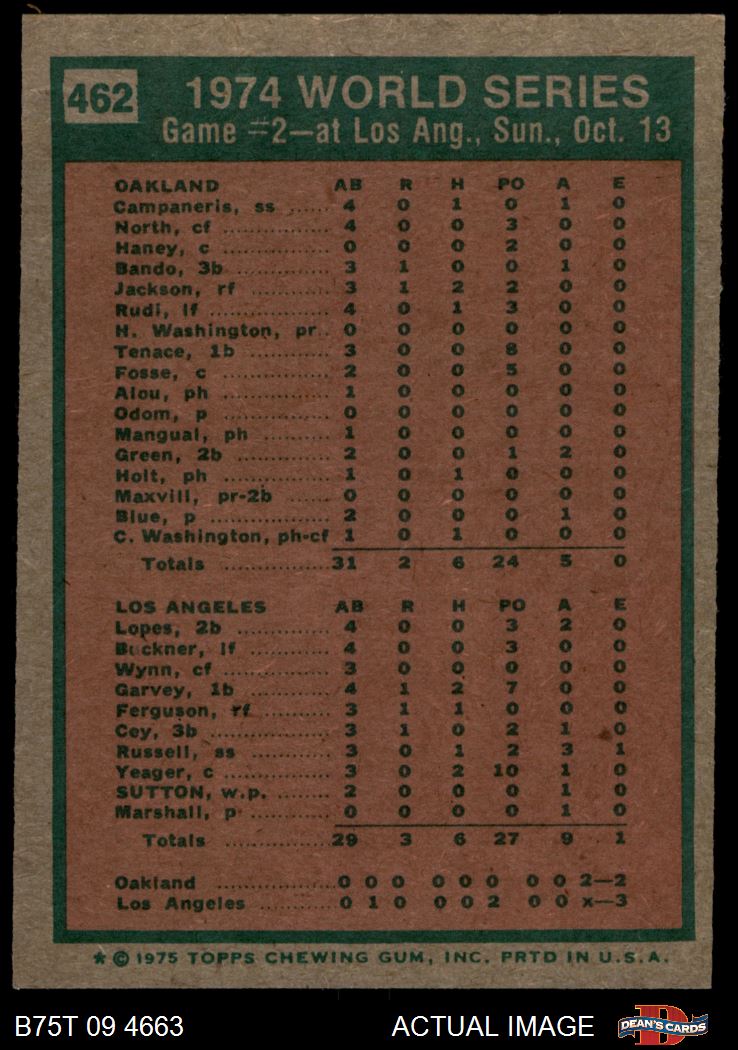 462
1974 WORLD SERIES
Game #2—at Los Ang., Sun., Oct. 13
OAKLAND AB R H PO A E
Campaneris, ss ...... 4 0 1 0 1 0
North, cf ................ 4 0 0 3 0 0
Haney, c ................ 0 0 0 2 0 0
Bando, 3b .............. 3 1 0 0 1 0
Jackson, rf ............ 3 1 2 2 0 0
Rudi, lf .................. 4 0 1 3 0 0
H. Washington, pr.. 0 0 0 0 0 0
Tenace, 1b ............ 3 0 0 8 0 0
Fosse, c ................ 2 0 0 5 0 0
Alou, ph ................ 1 0 0 0 0 0
Odom, p ................ 0 0 0 0 0 0
Mangual, ph .......... 1 0 0 0 0 0
Green, 2b .............. 2 0 0 1 2 0
Holt, ph ................ 1 0 1 0 0 0
Maxvill, pr-2b ...... 0 0 0 0 0 0
Blue, p .................. 2 0 0 0 1 0
C. Washington, ph-cf 1 0 1 0 0 0
Totals .............. 31 2 6 24 5 0
LOS ANGELES AB R H PO A E
Lopes, 2b .............. 4 0 0 3 2 0
Buckner, lf ............ 4 0 0 3 0 0
Wynn, cf ................ 3 0 0 0 0 0
Garvey, 1b ............ 4 1 2 7 0 0
Ferguson, rf .......... 3 1 1 0 0 0
Cey, 3b .................. 3 1 0 2 1 0
Russell, ss ............ 3 0 1 2 3 1
Yeager, c .............. 3 0 2 10 1 0
SUTTON, w.p. ........ 2 0 0 0 1 0
Marshall, p ............ 0 0 0 0 1 0
Totals .............. 29 3 6 27 9 1
Oakland .................. 0 0 0 0 0 0 0 0 2—2
Los Angeles ............ 0 1 0 0 0 2 0 0 x—3
* © 1975 TOPPS CHEWING GUM, INC. PRTD IN U.S.A.
B75T 09 4663 ACTUAL IMAGE DEAN'S CARDS